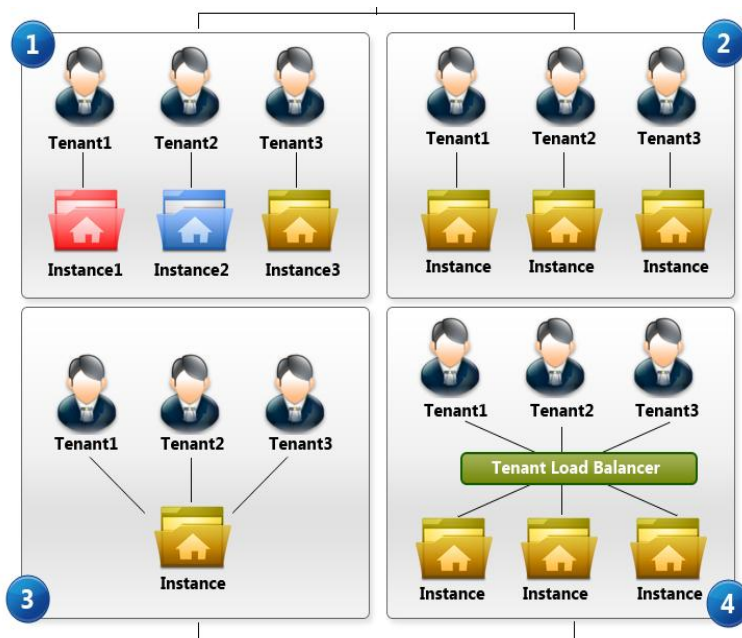 1
Tenant1 Tenant2 Tenant3
Instance1 Instance2 Instance3
2
Tenant1 Tenant2 Tenant3
Instance Instance Instance
Tenant1 Tenant2 Tenant3
Instance
3
Tenant1 Tenant2 Tenant3
Tenant Load Balancer
Instance Instance Instance
4